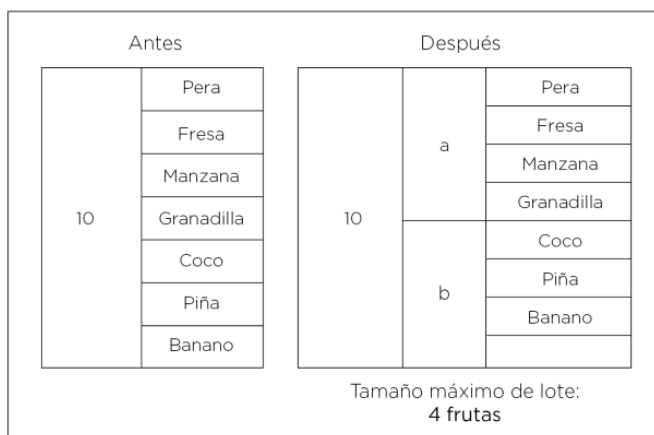 Antes
10
Pera
Fresa
Manzana
Granadilla
Coco
Piña
Banano
Después
10
a
Pera
Fresa
Manzana
Granadilla
b
Coco
Piña
Banano
Tamaño máximo de lote:
4 frutas